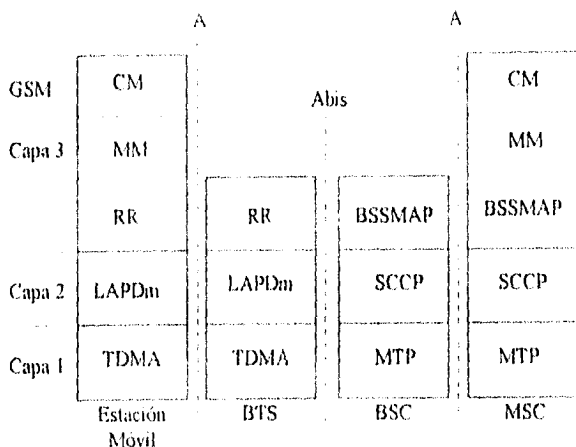 A A
GSM CM CM
Abis
Capa 3 MM MM
RR RR BSSMAP BSSMAP
Capa 2 LAPDm LAPDm SCCP SCCP
Capa 1 TDMA TDMA MTP MTP
Estación BTS BSC MSC
Móvil